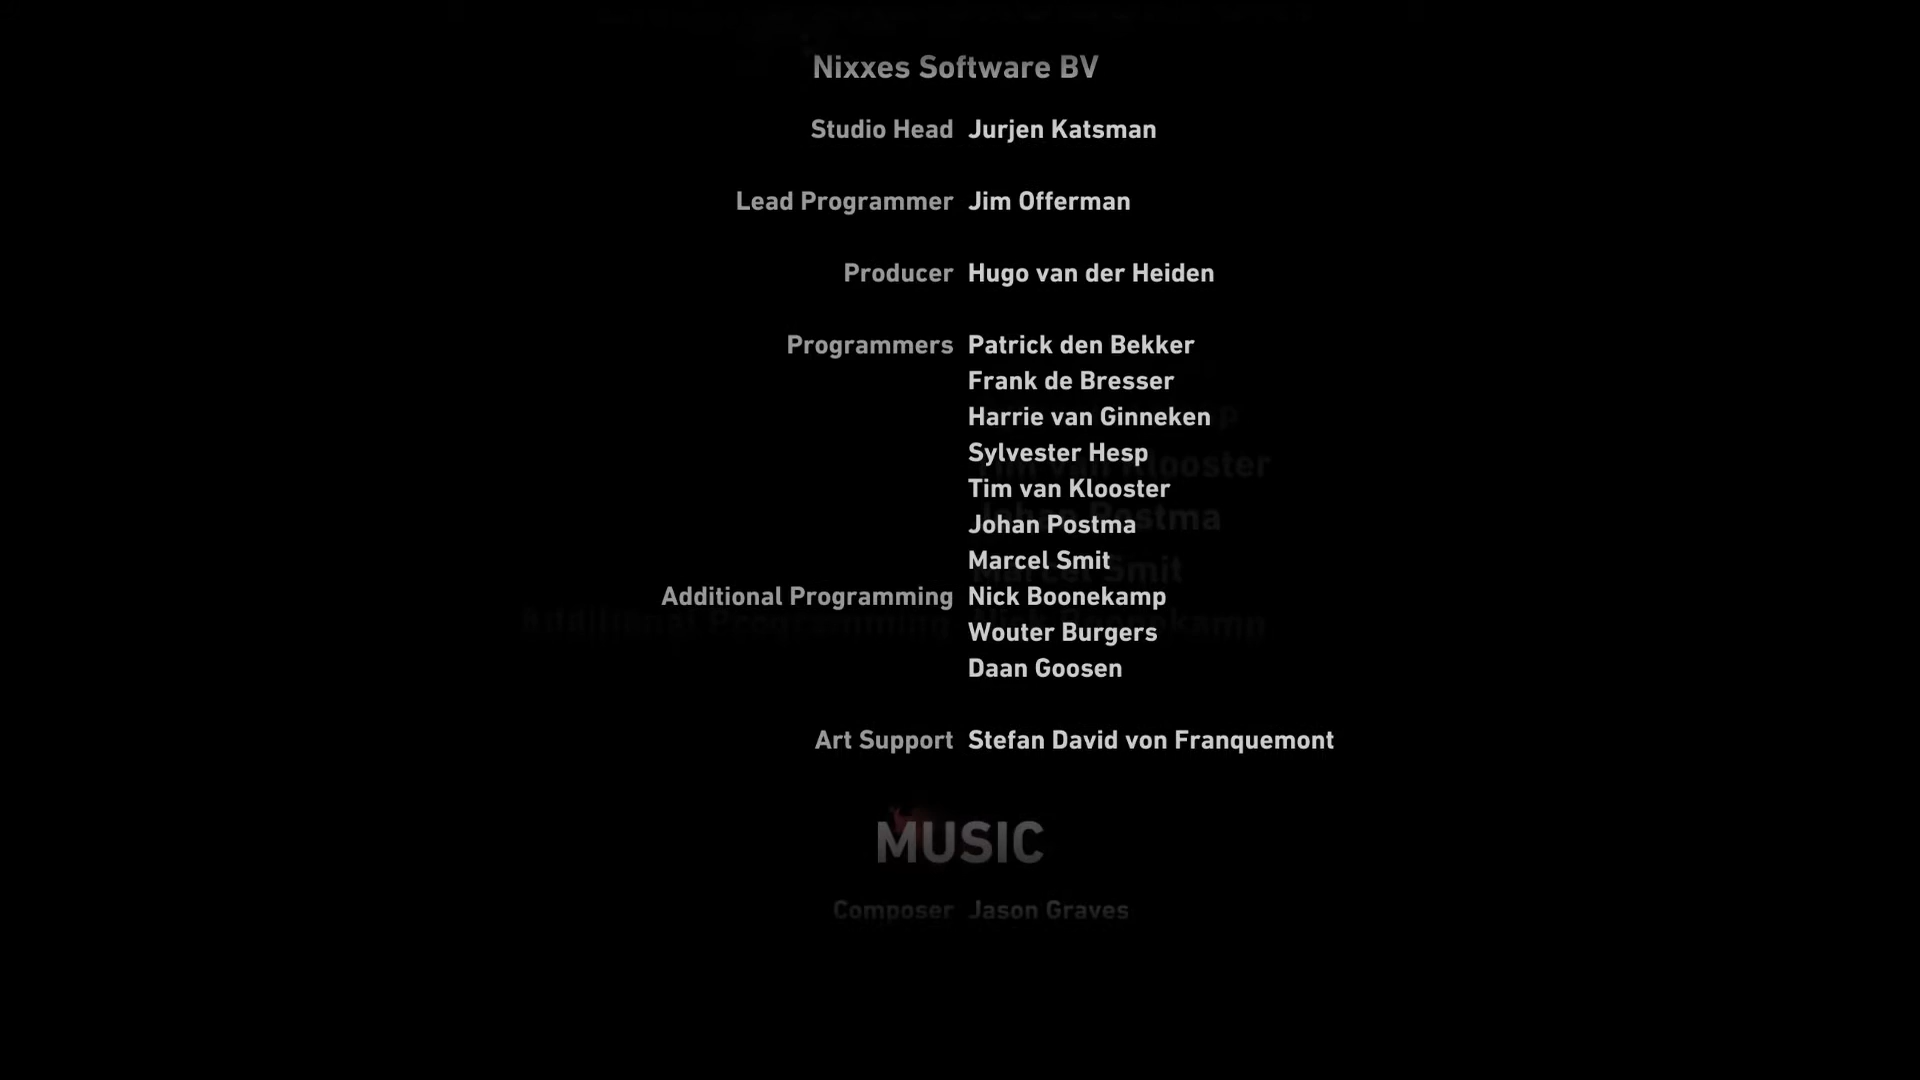 Nixxes Software BV
Studio Head Jurjen Katsman
Lead Programmer Jim Offerman
Producer Hugo van der Heiden
Programmers Patrick den Bekker
Frank de Bresser
Harrie van Ginneken
Sylvester Hesp
Tim van Klooster
Johan Postma
Marcel Smit
Additional Programming Nick Boonekamp
Wouter Burgers
Daan Goosen
Art Support Stefan David von Franquemont
MUSIC
Composer Jason Graves